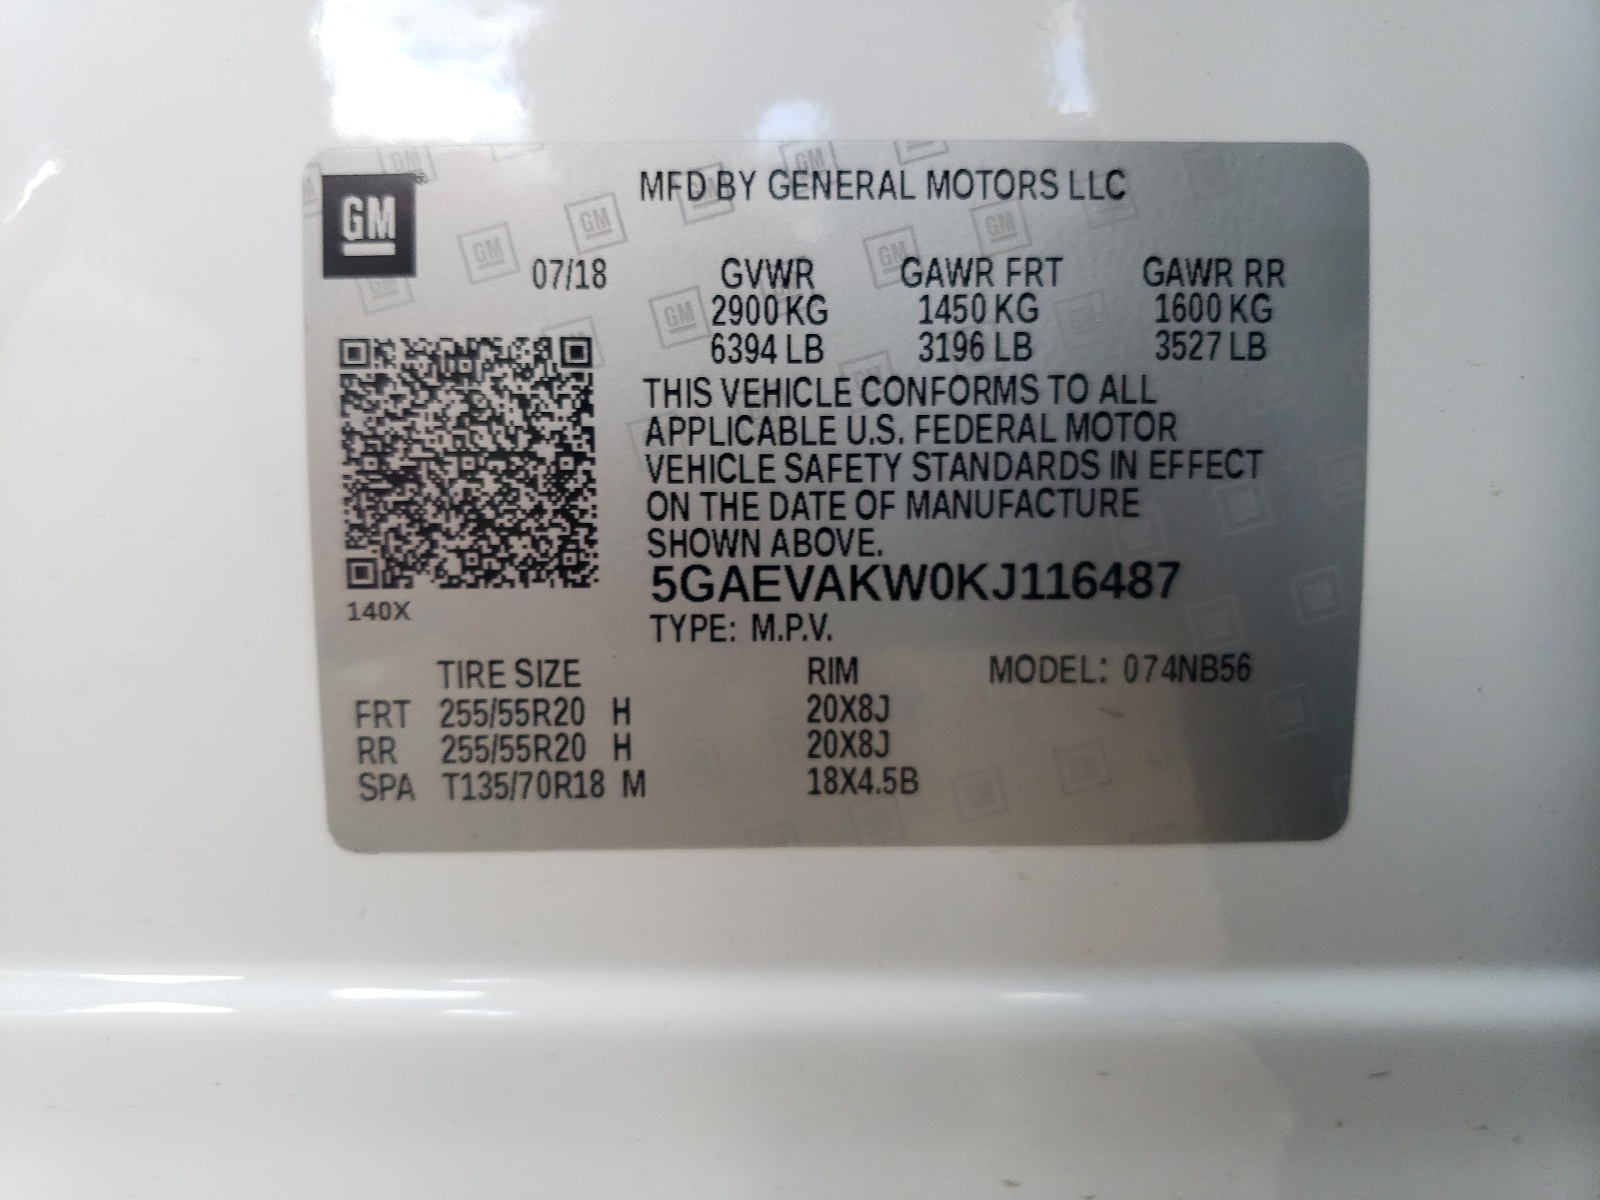 GM
MFD BY GENERAL MOTORS LLC
07/18 GVWR GAWR FRT GAWR RR
2900 KG 1450 KG 1600 KG
6394 LB 3196 LB 3527 LB
THIS VEHICLE CONFORMS TO ALL
APPLICABLE U.S. FEDERAL MOTOR
VEHICLE SAFETY STANDARDS IN EFFECT
ON THE DATE OF MANUFACTURE
SHOWN ABOVE.
5GAEVAKW0KJ116487
140X
TYPE: M.P.V.
TIRE SIZE RIM MODEL: 074NB56
FRT 255/55R20 H 20X8J
RR 255/55R20 H 20X8J
SPA T135/70R18 M 18X4.5B